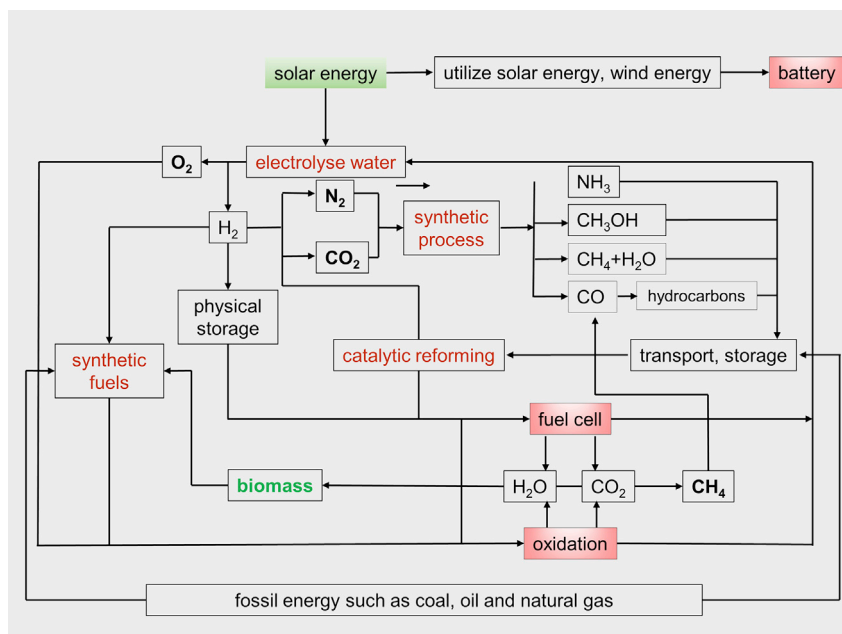 solar energy
utilize solar energy, wind energy
battery
O₂
electrolyse water
N₂
NH₃
H₂
synthetic
process
CH₃OH
CO₂
CH₄+H₂O
physical
storage
CO
hydrocarbons
synthetic
fuels
catalytic reforming
transport, storage
fuel cell
biomass
H₂O
CO₂
CH₄
oxidation
fossil energy such as coal, oil and natural gas